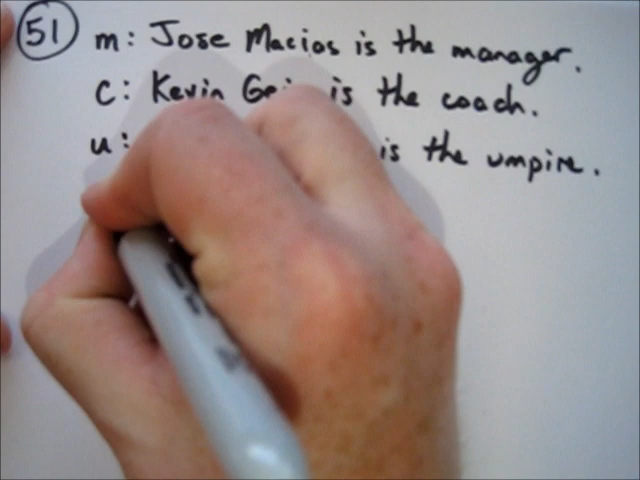 51 m: Jose Macios is the manager.
c: Kevin is the coach.
u: is the umpire.